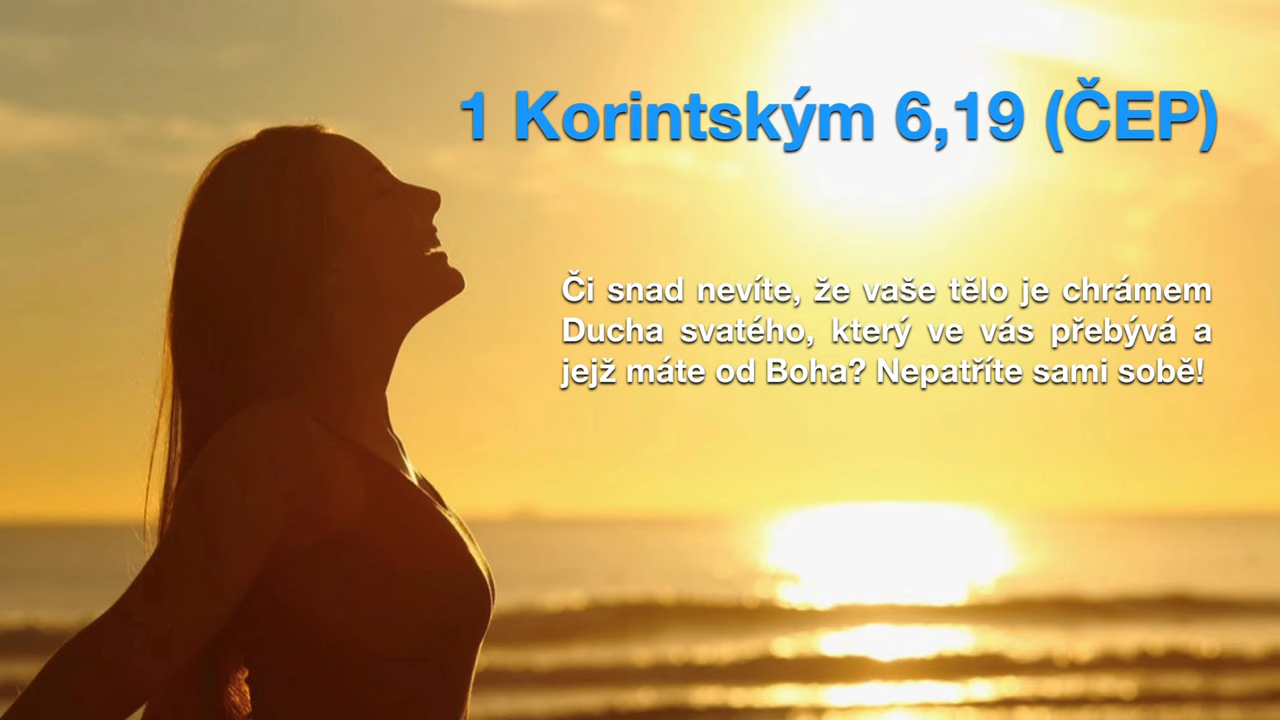 1 Korintským 6,19 (ČEP)
Či snad nevíte, že vaše tělo je chrámem
Ducha svatého, který ve vás přebývá a
jejž máte od Boha? Nepatříte sami sobě!